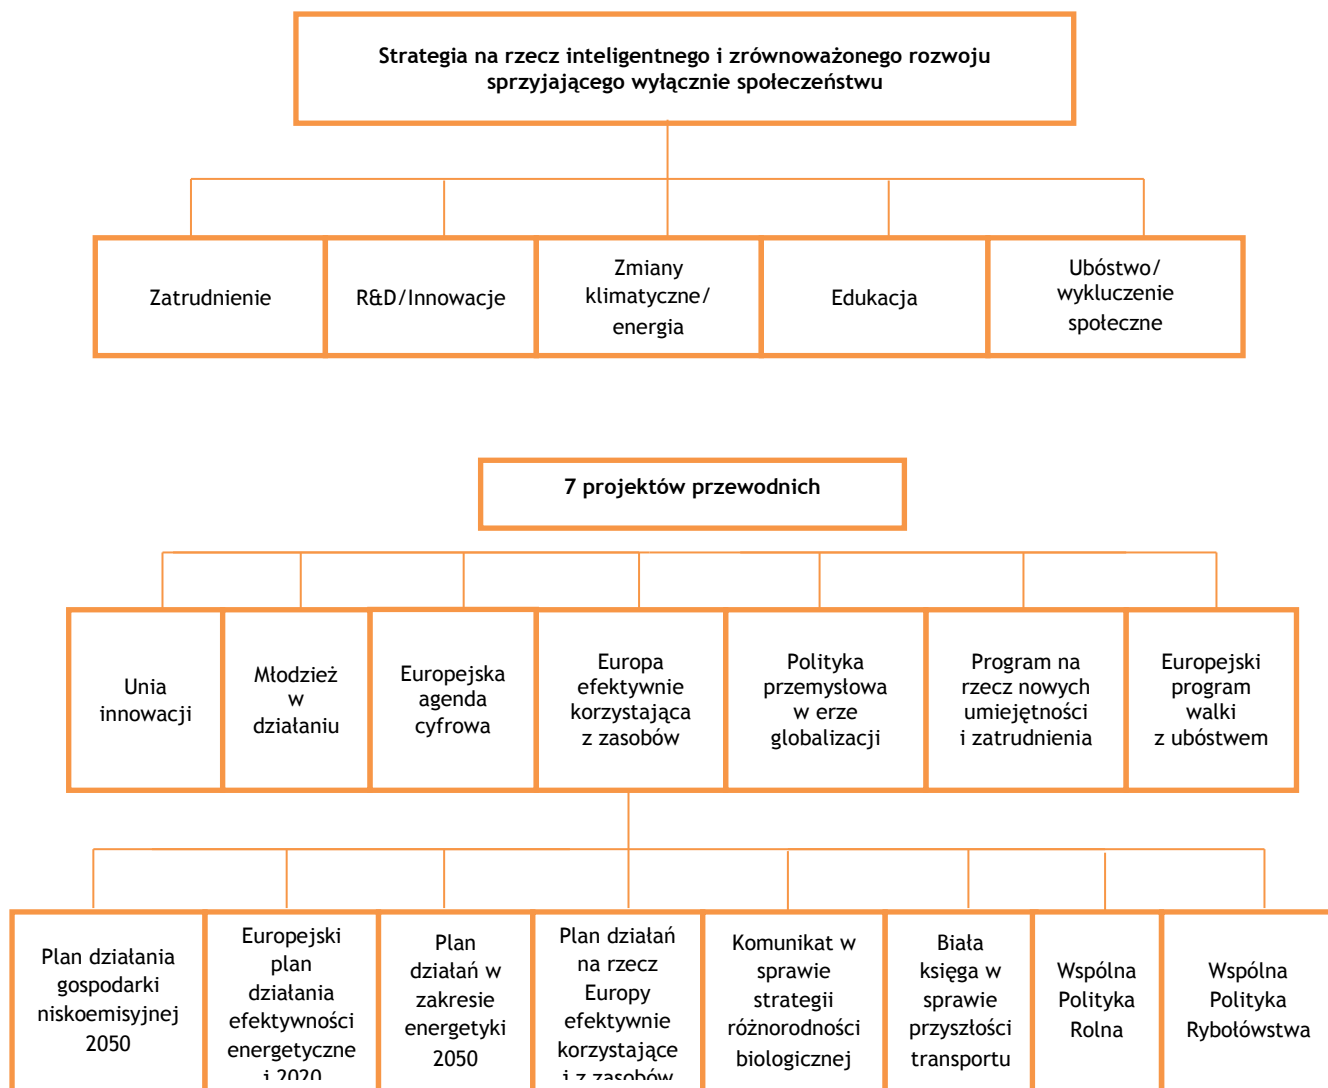 Strategia na rzecz inteligentnego i zrównoważonego rozwoju
sprzyjającego wyłącznie społeczeństwu
Zatrudnienie
R&D/Innowacje
Zmiany
klimatyczne/
energia
Edukacja
Ubóstwo/
wykluczenie
społeczne
7 projektów przewodnich
Unia
innowacji
Młodzież
w
działaniu
Europejska
agenda
cyfrowa
Europa
efektywnie
korzystająca
z zasobów
Polityka
przemysłowa
w erze
globalizacji
Program na
rzecz nowych
umiejętności
i zatrudnienia
Europejski
program
walki
z ubóstwem
Plan działania
gospodarki
niskoemisyjnej
2050
Europejski
plan
działania
efektywności
energetyczne
j 2020
Plan
działań w
zakresie
energetyki
2050
Plan działań
na rzecz
Europy
efektywnie
korzystające
j z zasobów
Komunikat w
sprawie
strategii
różnorodności
biologicznej
Biała
księga w
sprawie
przyszłości
transportu
Wspólna
Polityka
Rolna
Wspólna
Polityka
Rybołówstwa